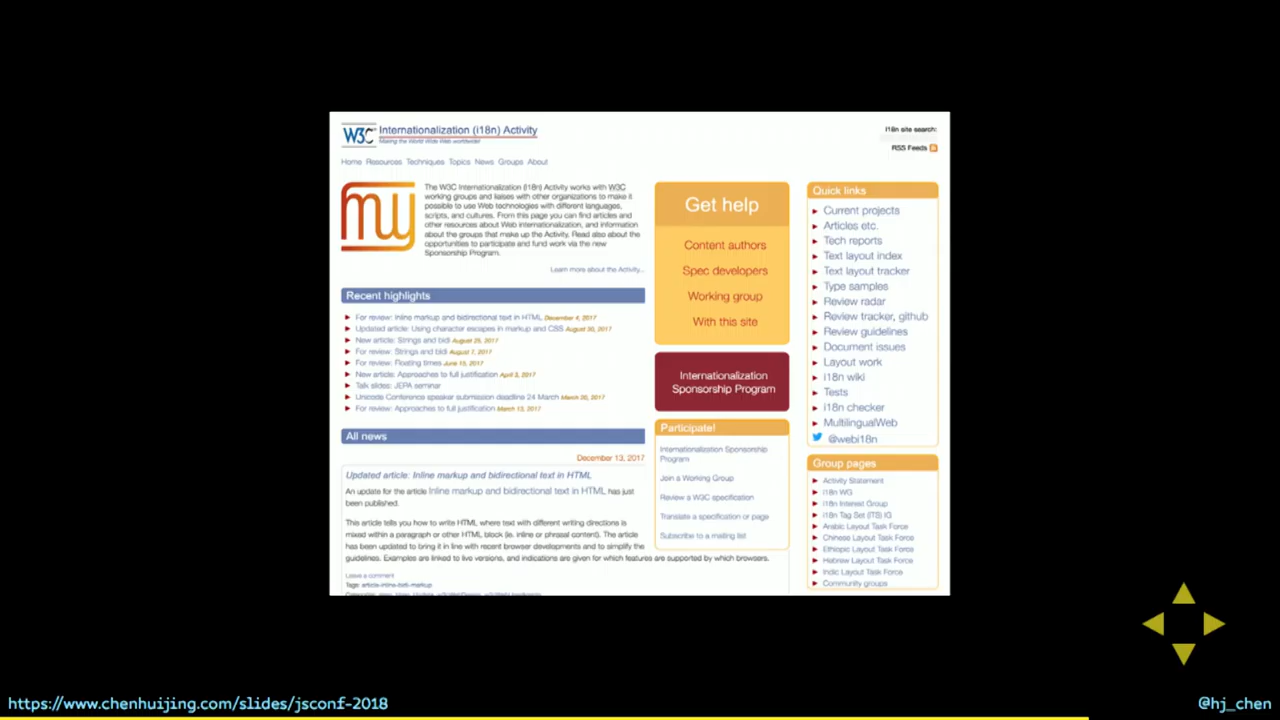 W3C Internationalization (i18n) Activity
Making the World Wide Web worldwide!
i18n site search:
RSS Feeds
Home Resources Techniques Topics News Groups About
The W3C Internationalization (I18n) Activity works with W3C
working groups and liaises with other organizations to make it
possible to use Web technologies with different languages,
scripts, and cultures. From this page you can find articles and
other resources about Web internationalization, and information
about the groups that make up the Activity. Read also about the
opportunities to participate and fund work via the new
Sponsorship Program.
Learn more about the Activity...
Recent highlights
For review: Inline markup and bidirectional text in HTML December 4, 2017
Updated article: Using character escapes in markup and CSS August 30, 2017
New article: Strings and bidi August 25, 2017
For review: Strings and bidi August 7, 2017
For review: Floating times June 15, 2017
New article: Approaches to full justification April 3, 2017
Talk slides: JEPA seminar
Unicode Conference speaker submission deadline 24 March March 20, 2017
For review: Approaches to full justification March 13, 2017
All news
December 13, 2017
Updated article: Inline markup and bidirectional text in HTML
An update for the article Inline markup and bidirectional text in HTML has just
been published.
This article tells you how to write HTML where text with different writing directions is
mixed within a paragraph or other HTML block (ie. inline or phrasal content). The article
has been updated to bring it in line with recent browser developments and to simplify the
guidelines. Examples are linked to live versions, and indications are given for which features are supported by which browsers.
Leave a comment
Tags: article-inline-bidi-markup
Get help
Content authors
Spec developers
Working group
With this site
Internationalization
Sponsorship Program
Participate!
Internationalization Sponsorship
Program
Join a Working Group
Review a W3C specification
Translate a specification or page
Subscribe to a mailing list
Quick links
Current projects
Articles etc.
Tech reports
Text layout index
Text layout tracker
Type samples
Review radar
Review tracker, github
Review guidelines
Document issues
Layout work
i18n wiki
Tests
i18n checker
MultilingualWeb
@webi18n
Group pages
Activity Statement
i18n WG
i18n Interest Group
i18n Tag Set (ITS) IG
Arabic Layout Task Force
Chinese Layout Task Force
Ethiopic Layout Task Force
Hebrew Layout Task Force
Indic Layout Task Force
Community groups
https://www.chenhuijing.com/slides/jsconf-2018
@hj_chen